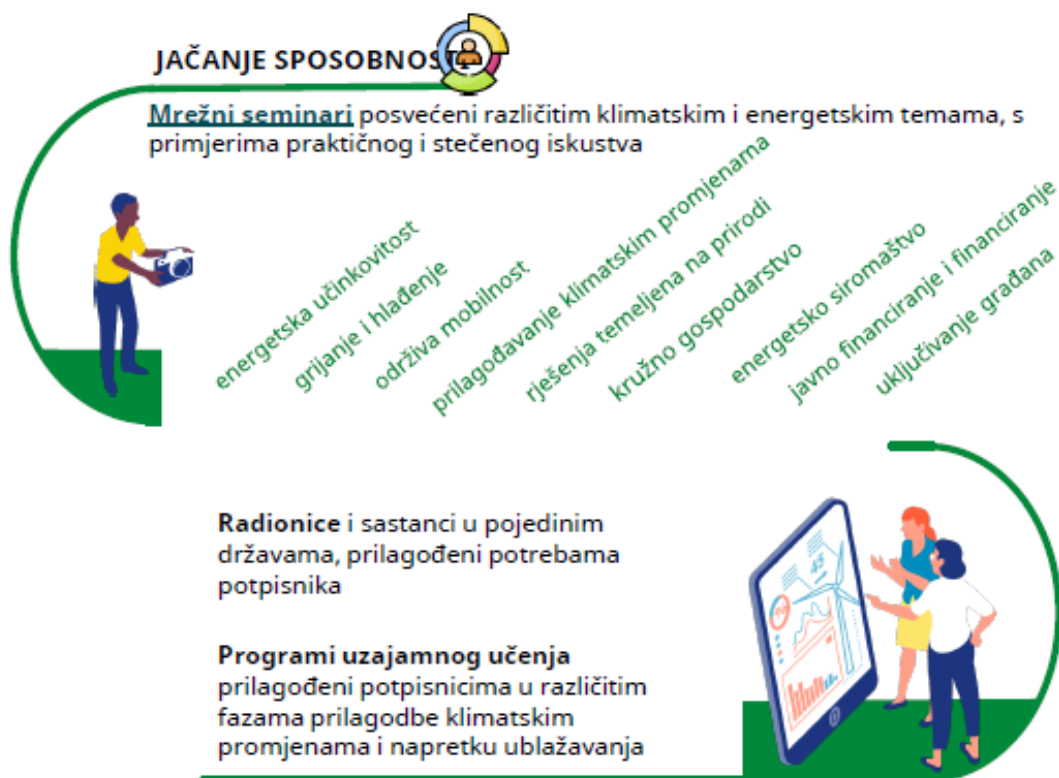 JAČANJE SPOSOBNOSTI
Mrežni seminari posvećeni različitim klimatskim i energetskim temama, s
primjerima praktičnog i stečenog iskustva
energetska učinkovitost
grijanje i hlađenje
održiva mobilnost
prilagođavanje klimatskim promjenama
rješenja temeljena na prirodi
kružno gospodarstvo
energetsko siromaštvo
javno financiranje i financiranje
uključivanje građana
Radionice i sastanci u pojedinim
državama, prilagođeni potrebama
potpisnika
45
Programi uzajamnog učenja
prilagođeni potpisnicima u različitim
fazama prilagodbe klimatskim
promjenama i napretku ublažavanja